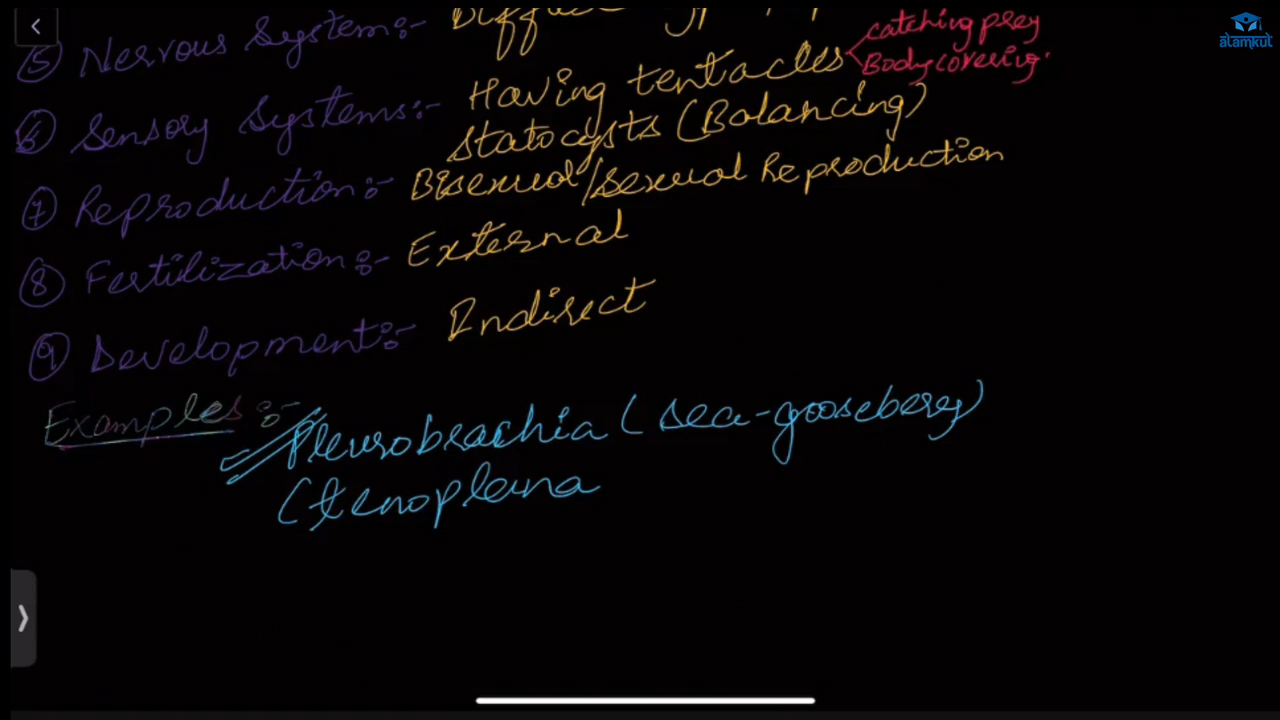 5 Nervous System:-
catching prey
Body covering.
6 Sensory Systems:- Having tentacles
Statocysts (Balancing)
7 Reproduction:- Bisexual/sexual Reproduction
8 Fertilization:- External
9 Development:- Indirect
Examples:-
Pleurobrachia (sea-gooseberry)
Ctenoplana
alamkut